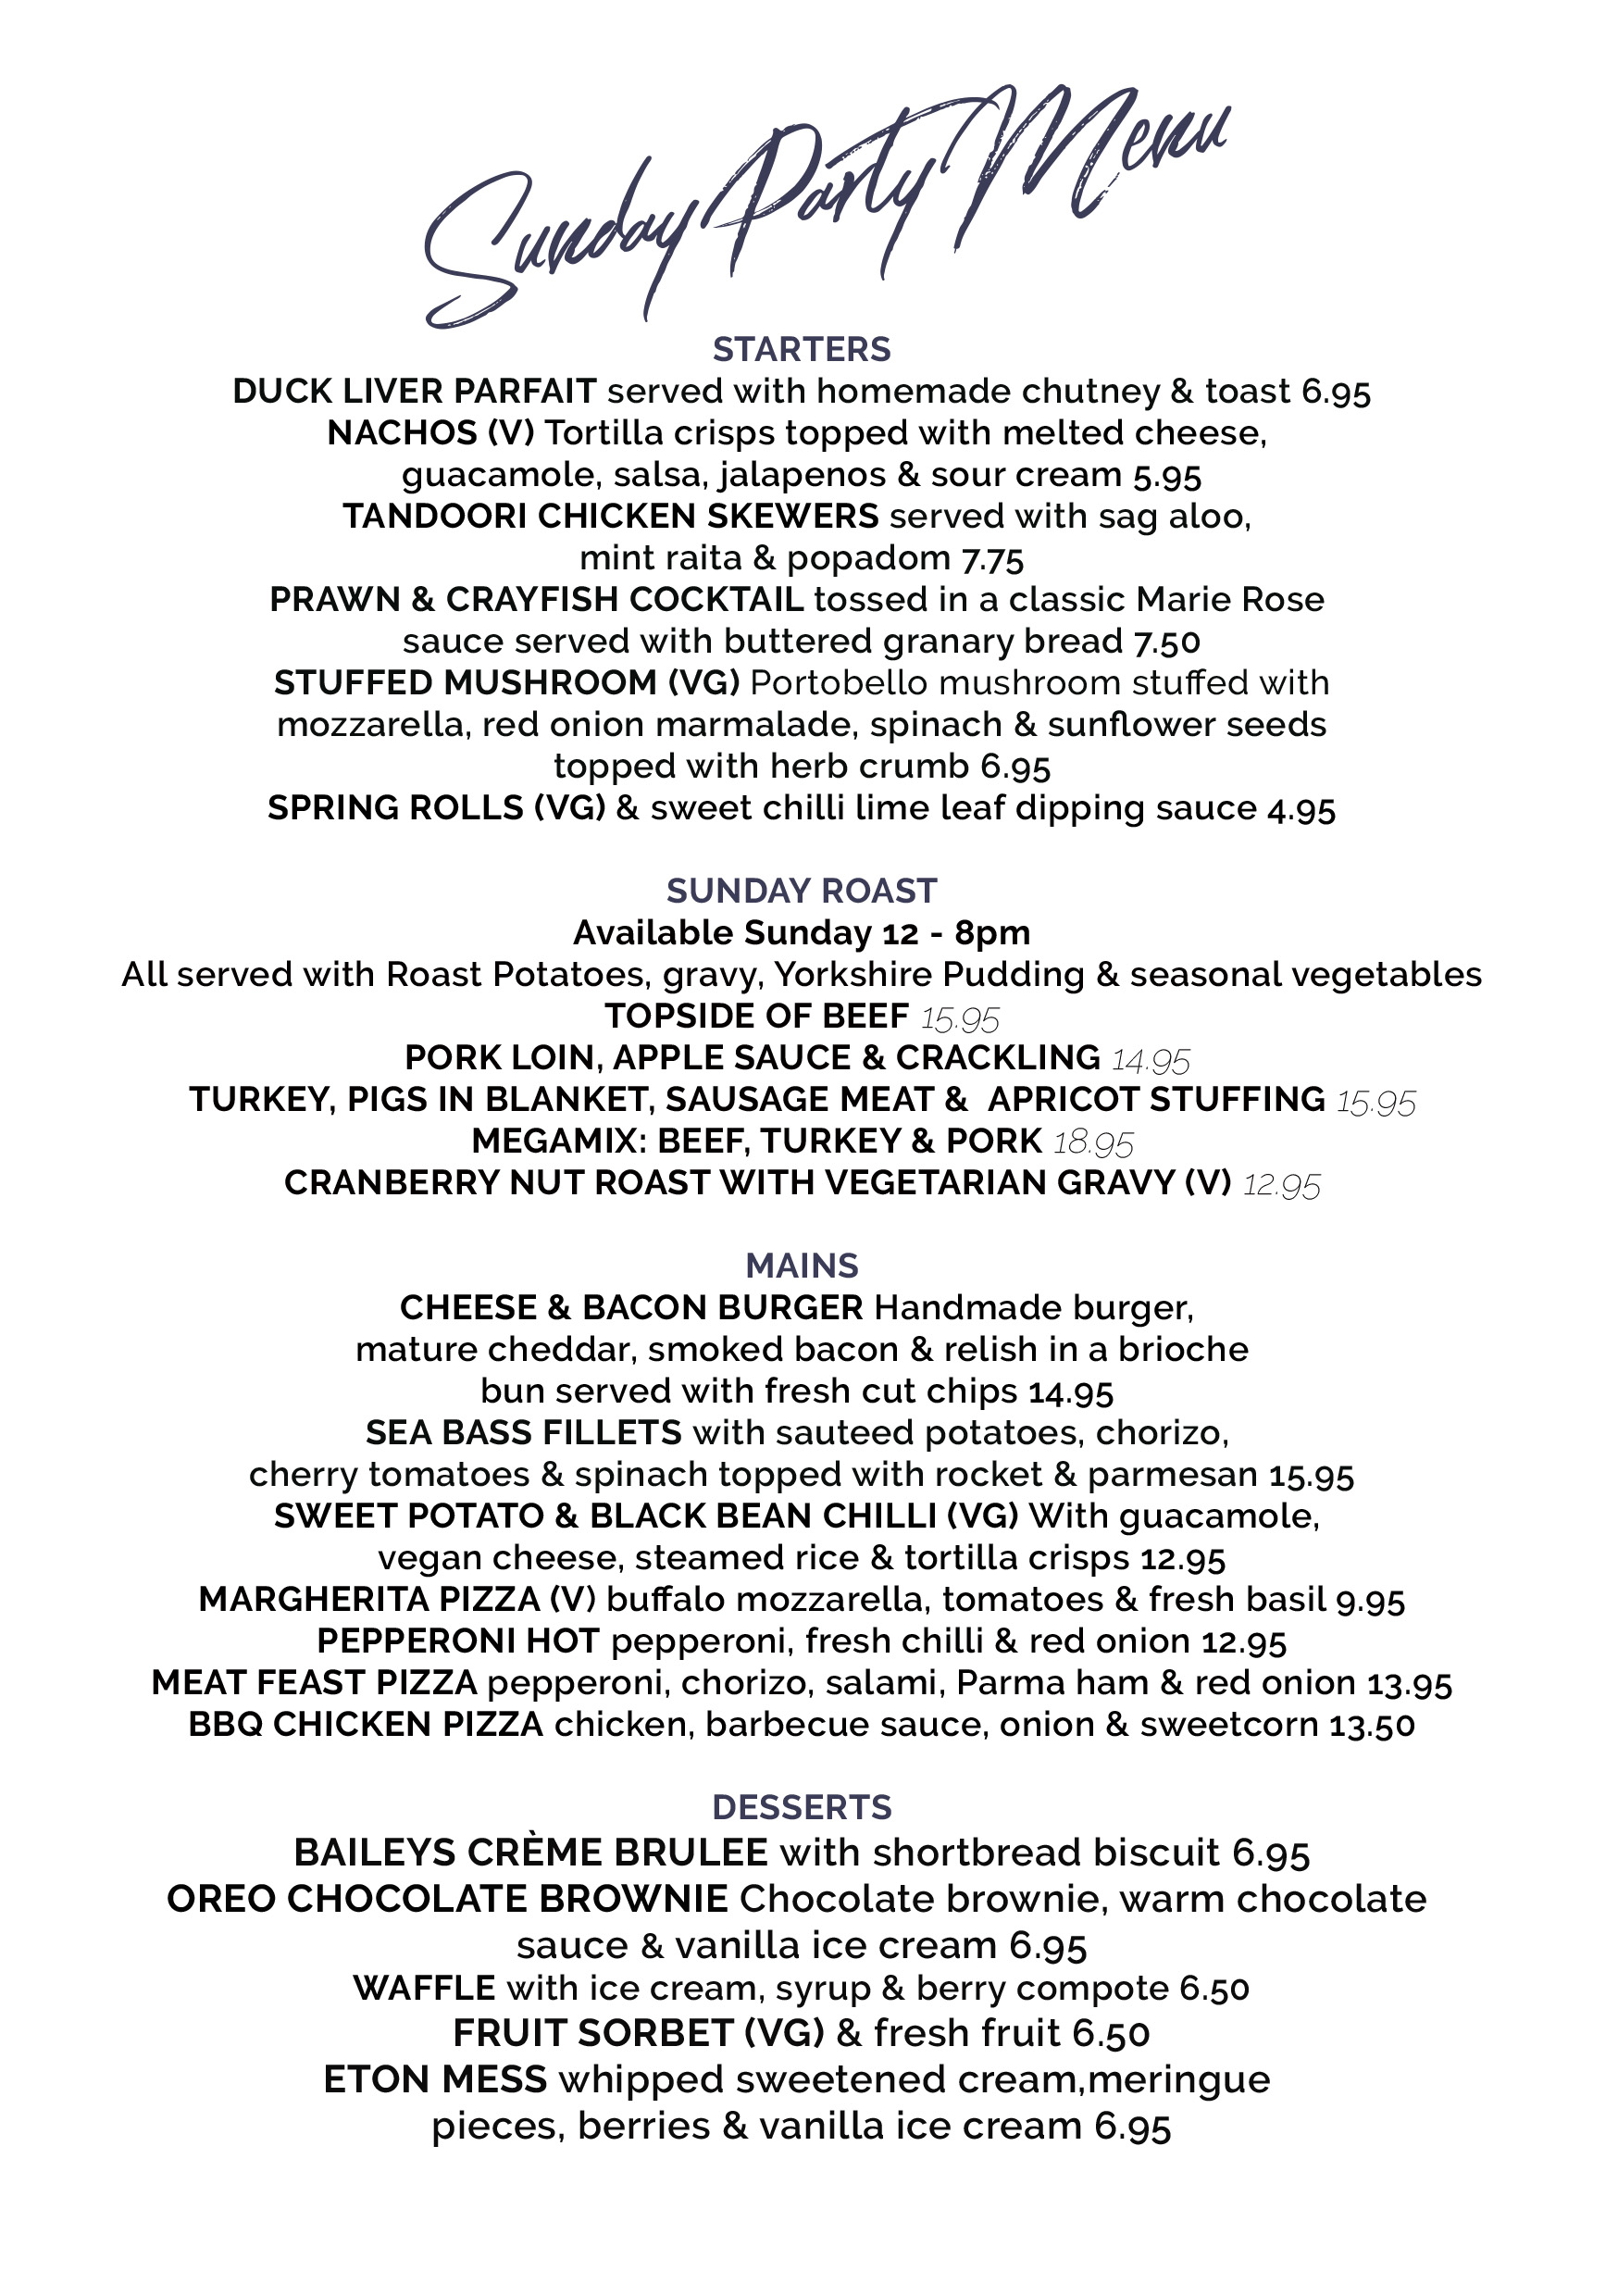 Sunday Party Menu
STARTERS
DUCK LIVER PARFAIT served with homemade chutney & toast 6.95
NACHOS (V) Tortilla crisps topped with melted cheese,
guacamole, salsa, jalapenos & sour cream 5.95
TANDOORI CHICKEN SKEWERS served with sag aloo,
mint raita & popadom 7.75
PRAWN & CRAYFISH COCKTAIL tossed in a classic Marie Rose
sauce served with buttered granary bread 7.50
STUFFED MUSHROOM (VG) Portobello mushroom stuffed with
mozzarella, red onion marmalade, spinach & sunflower seeds
topped with herb crumb 6.95
SPRING ROLLS (VG) & sweet chilli lime leaf dipping sauce 4.95
SUNDAY ROAST
Available Sunday 12 - 8pm
All served with Roast Potatoes, gravy, Yorkshire Pudding & seasonal vegetables
TOPSIDE OF BEEF 15.95
PORK LOIN, APPLE SAUCE & CRACKLING 14.95
TURKEY, PIGS IN BLANKET, SAUSAGE MEAT & APRICOT STUFFING 15.95
MEGAMIX: BEEF, TURKEY & PORK 18.95
CRANBERRY NUT ROAST WITH VEGETARIAN GRAVY (V) 12.95
MAINS
CHEESE & BACON BURGER Handmade burger,
mature cheddar, smoked bacon & relish in a brioche
bun served with fresh cut chips 14.95
SEA BASS FILLETS with sauteed potatoes, chorizo,
cherry tomatoes & spinach topped with rocket & parmesan 15.95
SWEET POTATO & BLACK BEAN CHILLI (VG) With guacamole,
vegan cheese, steamed rice & tortilla crisps 12.95
MARGHERITA PIZZA (V) buffalo mozzarella, tomatoes & fresh basil 9.95
PEPPERONI HOT pepperoni, fresh chilli & red onion 12.95
MEAT FEAST PIZZA pepperoni, chorizo, salami, Parma ham & red onion 13.95
BBQ CHICKEN PIZZA chicken, barbecue sauce, onion & sweetcorn 13.50
DESSERTS
BAILEYS CRÈME BRULEE with shortbread biscuit 6.95
OREO CHOCOLATE BROWNIE Chocolate brownie, warm chocolate
sauce & vanilla ice cream 6.95
WAFFLE with ice cream, syrup & berry compote 6.50
FRUIT SORBET (VG) & fresh fruit 6.50
ETON MESS whipped sweetened cream,meringue
pieces, berries & vanilla ice cream 6.95